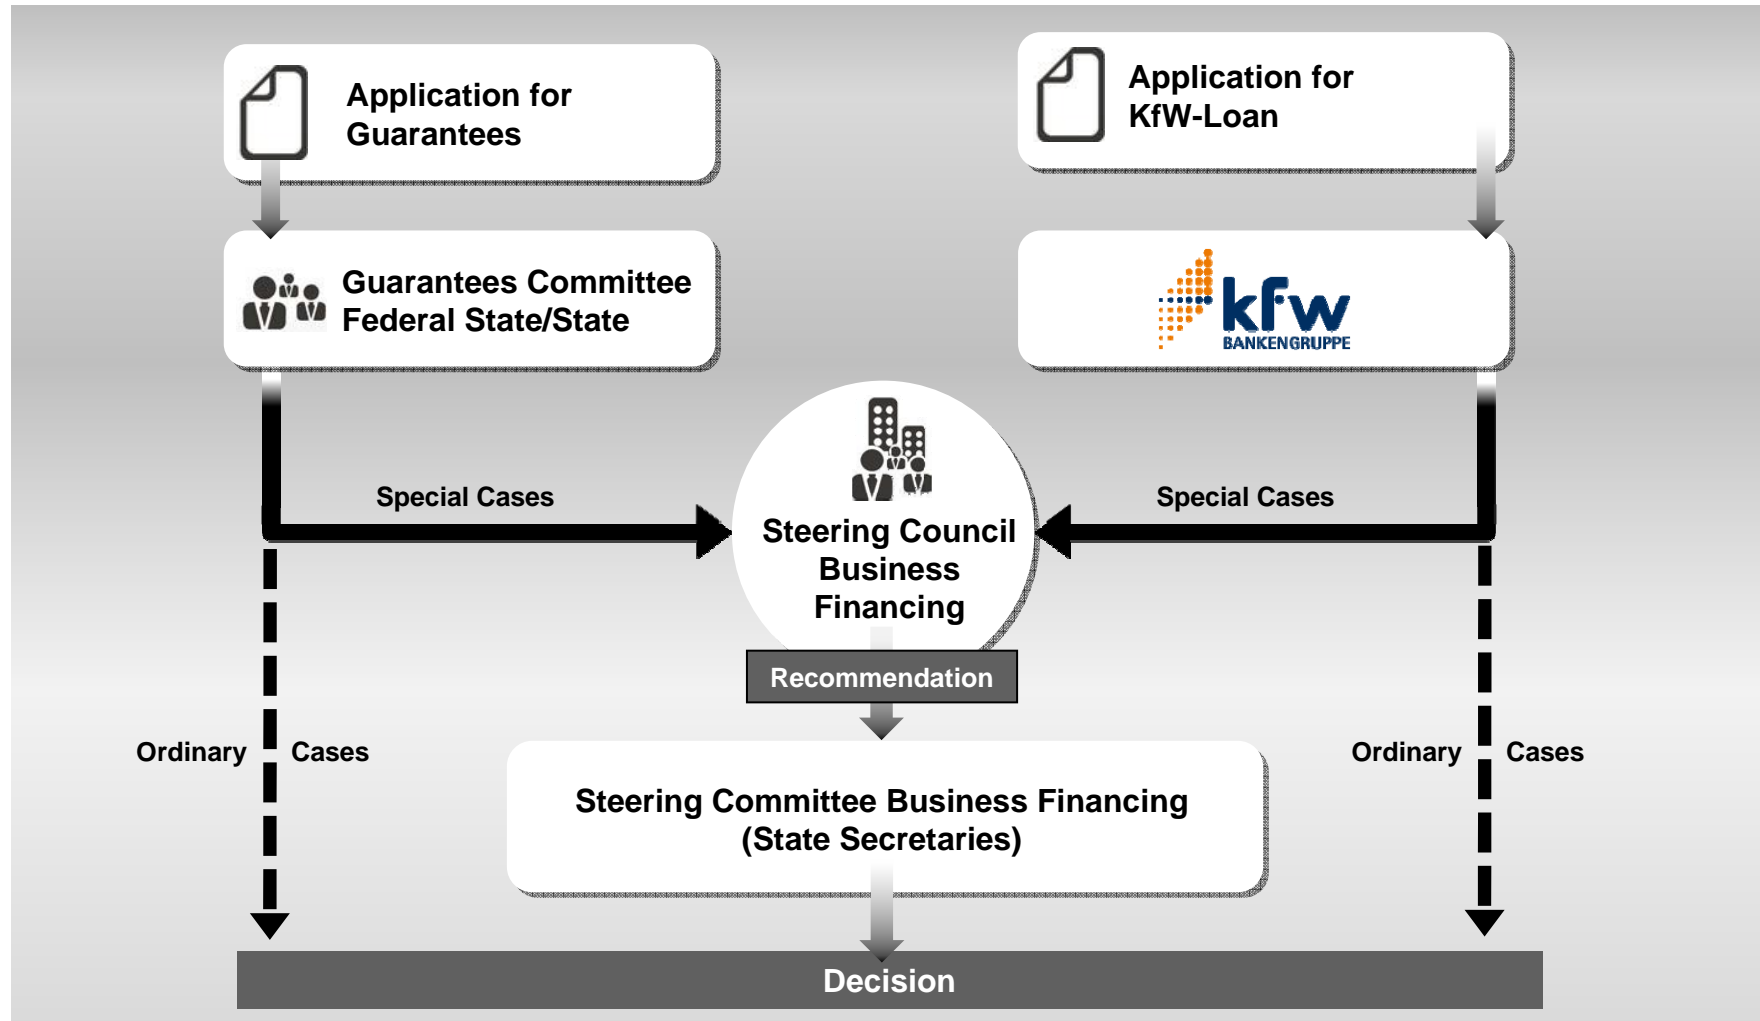 Application for
Guarantees
Application for
KfW-Loan
Guarantees Committee
Federal State/State
kfw
BANKENGRUPPE
Special Cases
Special Cases
Steering Council
Business
Financing
Recommendation
Ordinary Cases
Ordinary Cases
Steering Committee Business Financing
(State Secretaries)
Decision